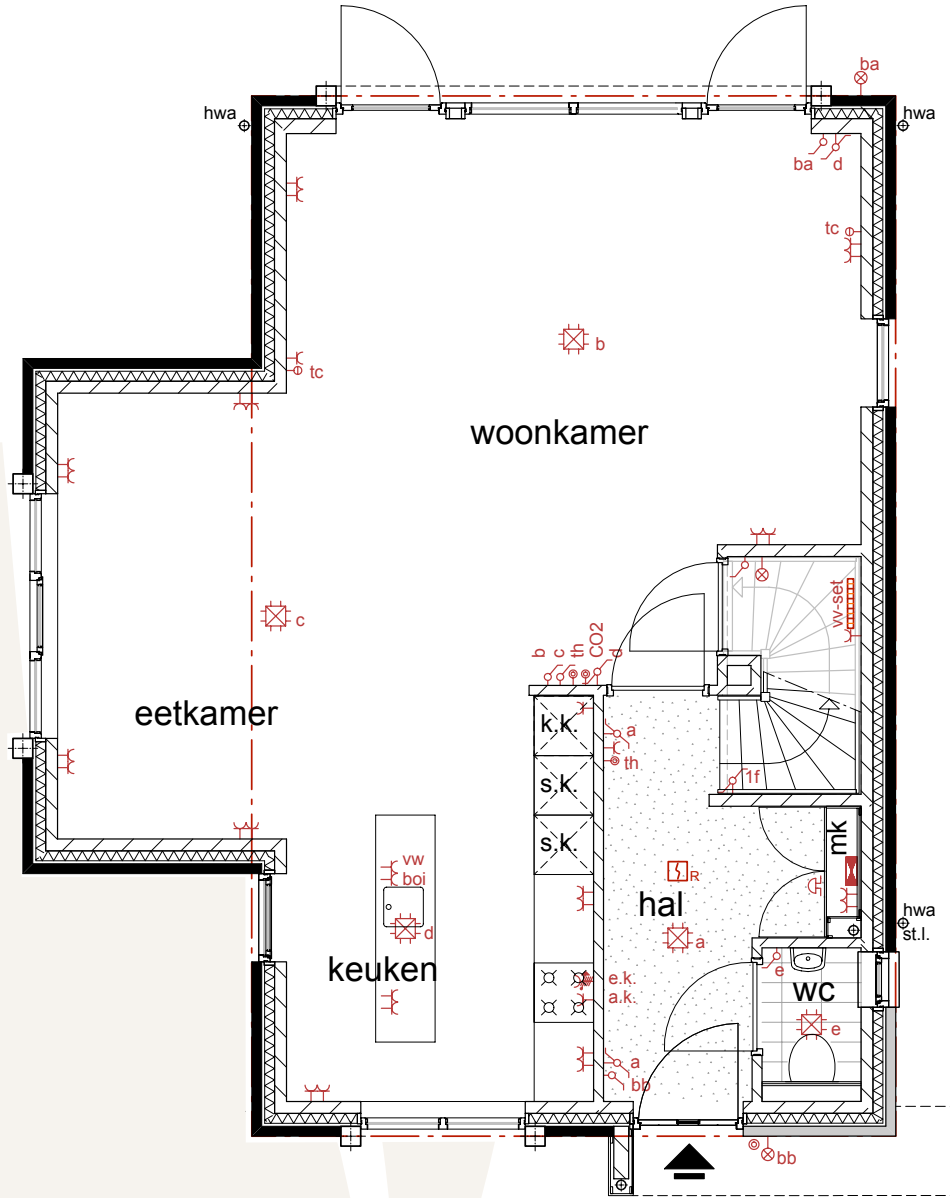 ba
hwa
hwa
ba d
tc
b
tc
woonkamer
vv-set
b c th CO2 d
c
eetkamer
k.k.
a
th
s.k.
1f
s.k.
mk
vw
boi
R
hal
hwa
st.l.
d
a
keuken
e
e.k.
a.k.
wc
e
a
bb
bb